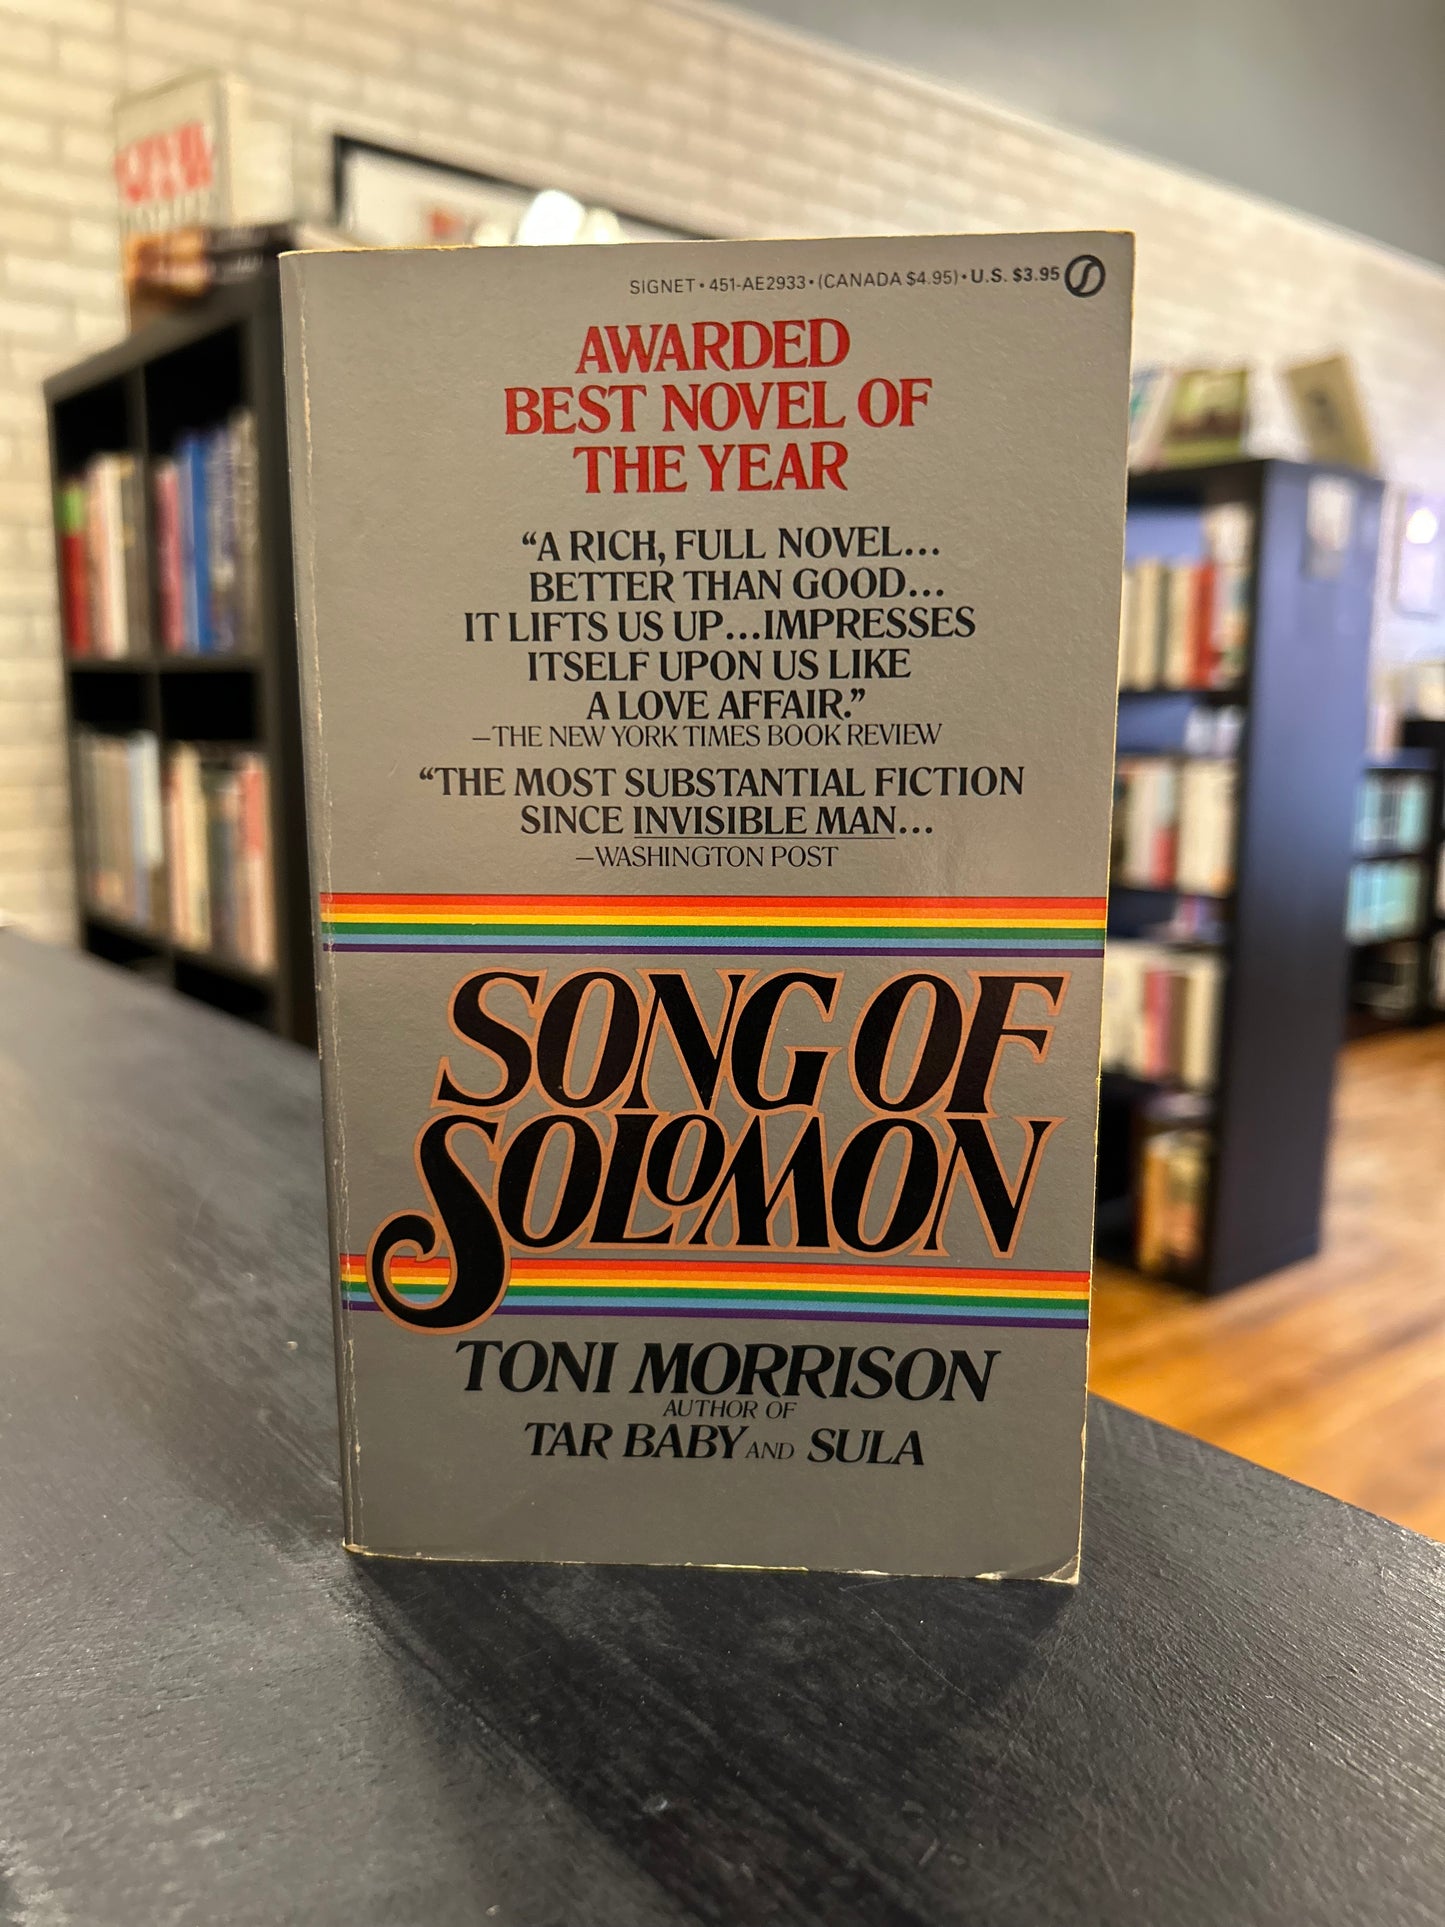 SIGNET • 451-AE2933 • (CANADA $4.95) • U.S. $3.95
AWARDED
BEST NOVEL OF
THE YEAR
“A RICH, FULL NOVEL...
BETTER THAN GOOD...
IT LIFTS US UP...IMPRESSES
ITSELF UPON US LIKE
A LOVE AFFAIR.”
—THE NEW YORK TIMES BOOK REVIEW
“THE MOST SUBSTANTIAL FICTION
SINCE INVISIBLE MAN...
—WASHINGTON POST
SONG OF
SOLOMON
TONI MORRISON
AUTHOR OF
TAR BABY AND SULA